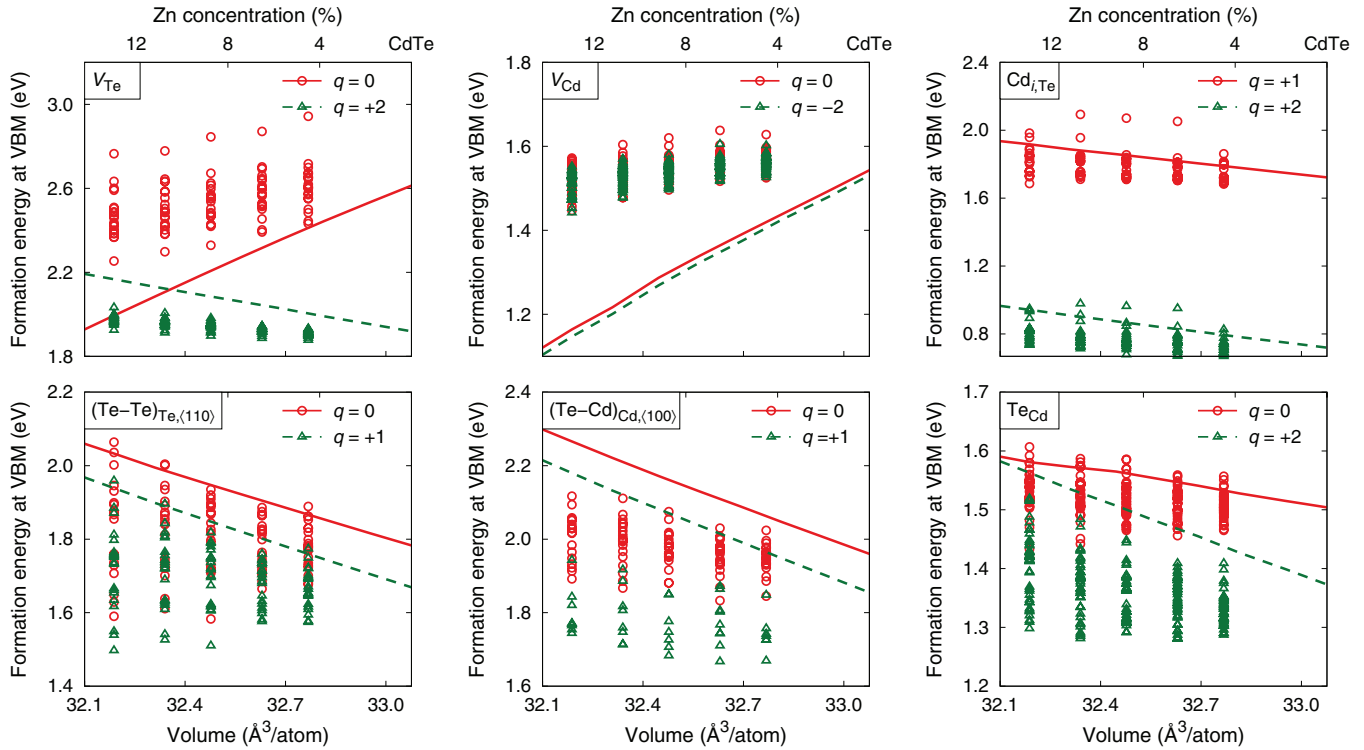 Zn concentration (%)
12 8 4 CdTe
Formation energy at VBM (eV)
3.0
2.6
2.2
1.8
V_Te
q = 0
q = +2
Zn concentration (%)
12 8 4 CdTe
Formation energy at VBM (eV)
1.8
1.6
1.4
1.2
V_Cd
q = 0
q = −2
Zn concentration (%)
12 8 4 CdTe
Formation energy at VBM (eV)
2.4
2.0
1.6
1.2
0.8
Cd_i,Te
q = +1
q = +2
Formation energy at VBM (eV)
2.2
2.0
1.8
1.6
1.4
(Te−Te)_Te,⟨110⟩
q = 0
q = +1
32.1 32.4 32.7 33.0
Volume (Å³/atom)
Formation energy at VBM (eV)
2.4
2.2
2.0
1.8
1.6
(Te−Cd)_Cd,⟨100⟩
q = 0
q =+1
32.1 32.4 32.7 33.0
Volume (Å³/atom)
Formation energy at VBM (eV)
1.7
1.6
1.5
1.4
1.3
1.2
Te_Cd
q = 0
q = +2
32.1 32.4 32.7 33.0
Volume (Å³/atom)